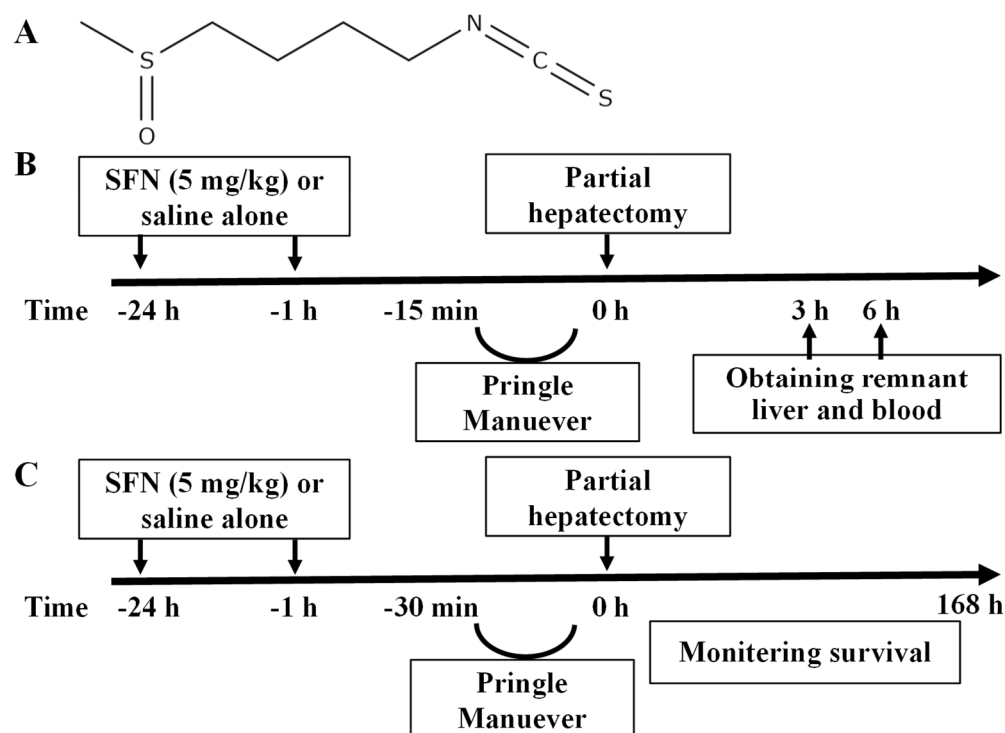 A
S
O
N
C
S
B
SFN (5 mg/kg) or
saline alone
Partial
hepatectomy
Time -24 h -1 h -15 min 0 h 3 h 6 h
Pringle
Manuever
Obtaining remnant
liver and blood
C
SFN (5 mg/kg) or
saline alone
Partial
hepatectomy
Time -24 h -1 h -30 min 0 h 168 h
Pringle
Manuever
Monitering survival